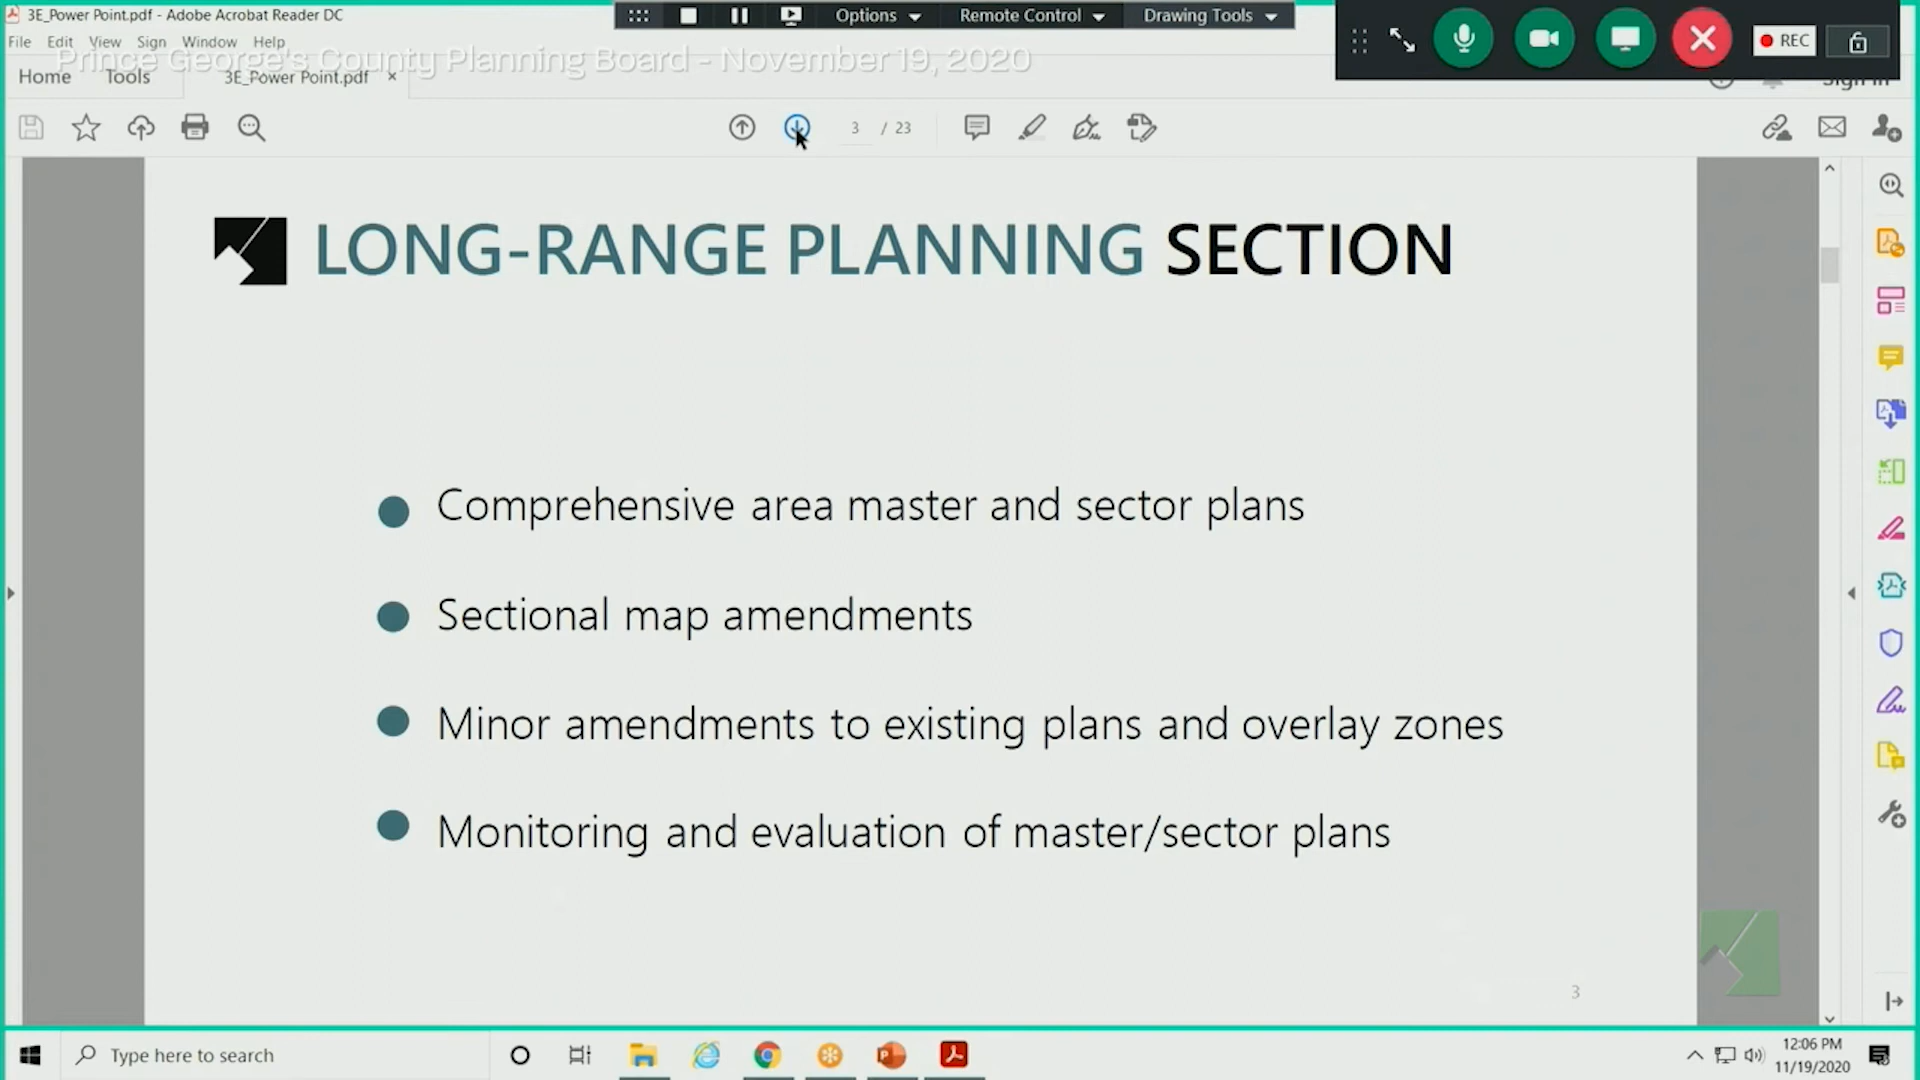 3E_Power Point.pdf - Adobe Acrobat Reader DC
Options
Remote Control
Drawing Tools
REC
File Edit View Sign Window Help
Prince George's County Planning Board - November 19, 2020
Home
Tools
3E_Power Point.pdf
Sign In
3 / 23
LONG-RANGE PLANNING SECTION
Comprehensive area master and sector plans
Sectional map amendments
Minor amendments to existing plans and overlay zones
Monitoring and evaluation of master/sector plans
3
Type here to search
12:06 PM
11/19/2020